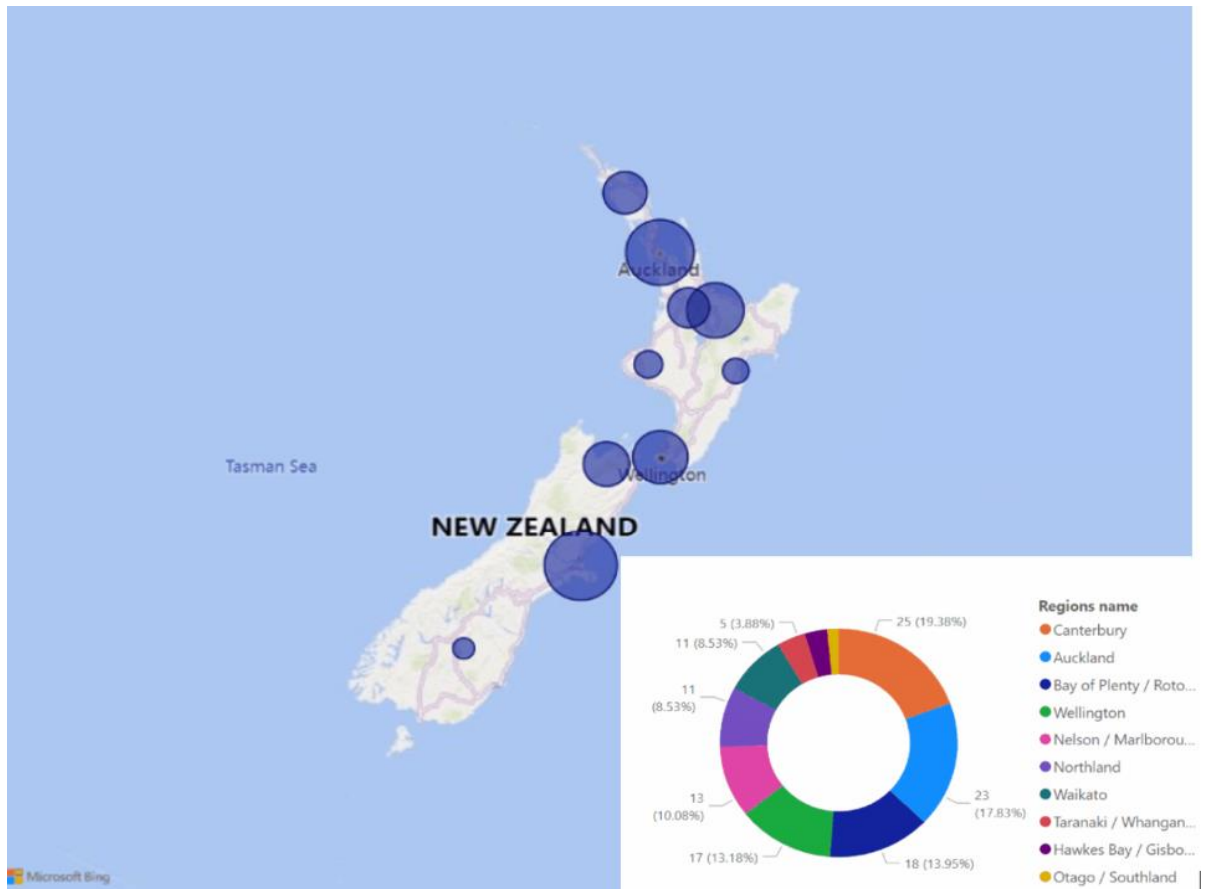 Auckland
Tasman Sea
Wellington
NEW ZEALAND
Microsoft Bing
5 (3.88%)
25 (19.38%)
11 (8.53%)
11
(8.53%)
13
(10.08%)
17 (13.18%)
18 (13.95%)
23
(17.83%)
Regions name
Canterbury
Auckland
Bay of Plenty / Roto...
Wellington
Nelson / Marlborou...
Northland
Waikato
Taranaki / Whangan...
Hawkes Bay / Gisbo...
Otago / Southland